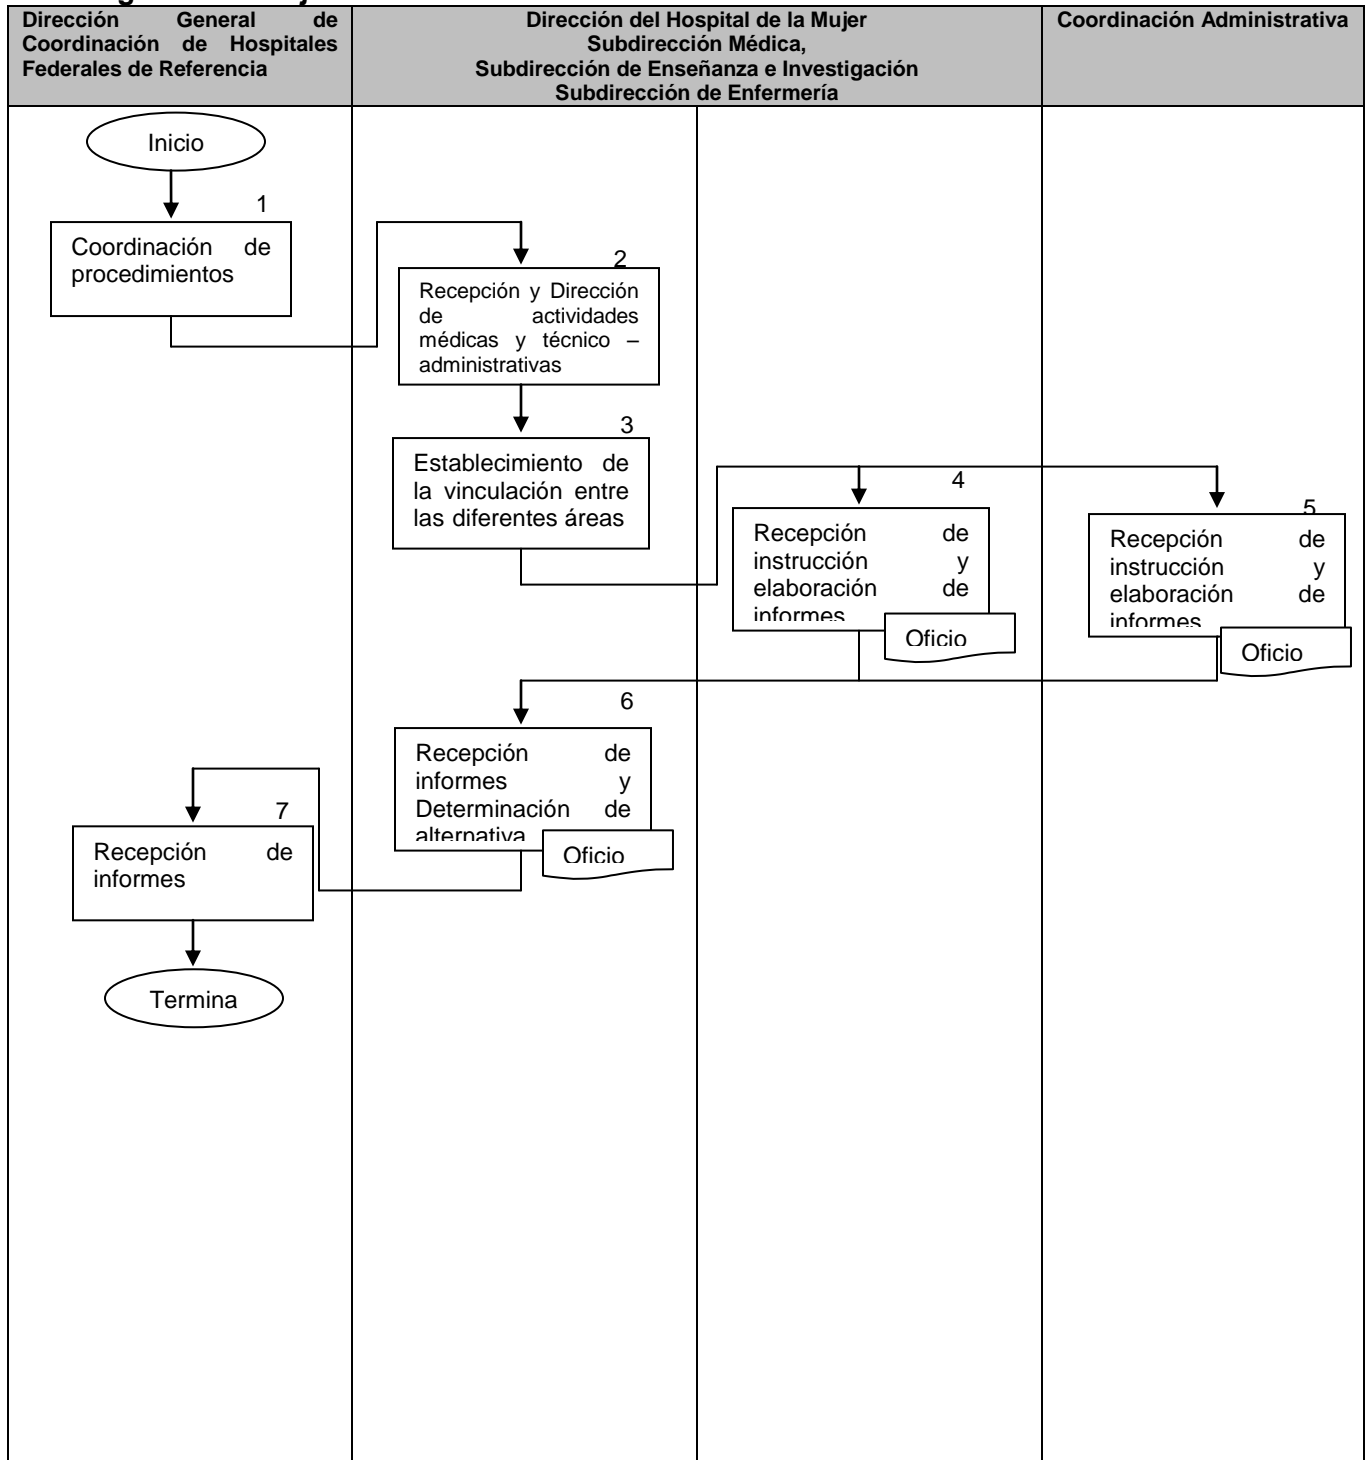 Dirección General de
Coordinación de Hospitales
Federales de Referencia
Dirección del Hospital de la Mujer
Subdirección Médica,
Subdirección de Enseñanza e Investigación
Subdirección de Enfermería
Coordinación Administrativa
Inicio
1
Coordinación de
procedimientos
2
Recepción y Dirección
de actividades
médicas y técnico –
administrativas
3
Establecimiento de
la vinculación entre
las diferentes áreas
4
Recepción de
instrucción y
elaboración de
informes
Oficio
5
Recepción de
instrucción y
elaboración de
informes
Oficio
6
Recepción de
informes y
Determinación de
alternativa
Oficio
7
Recepción de
informes
Termina